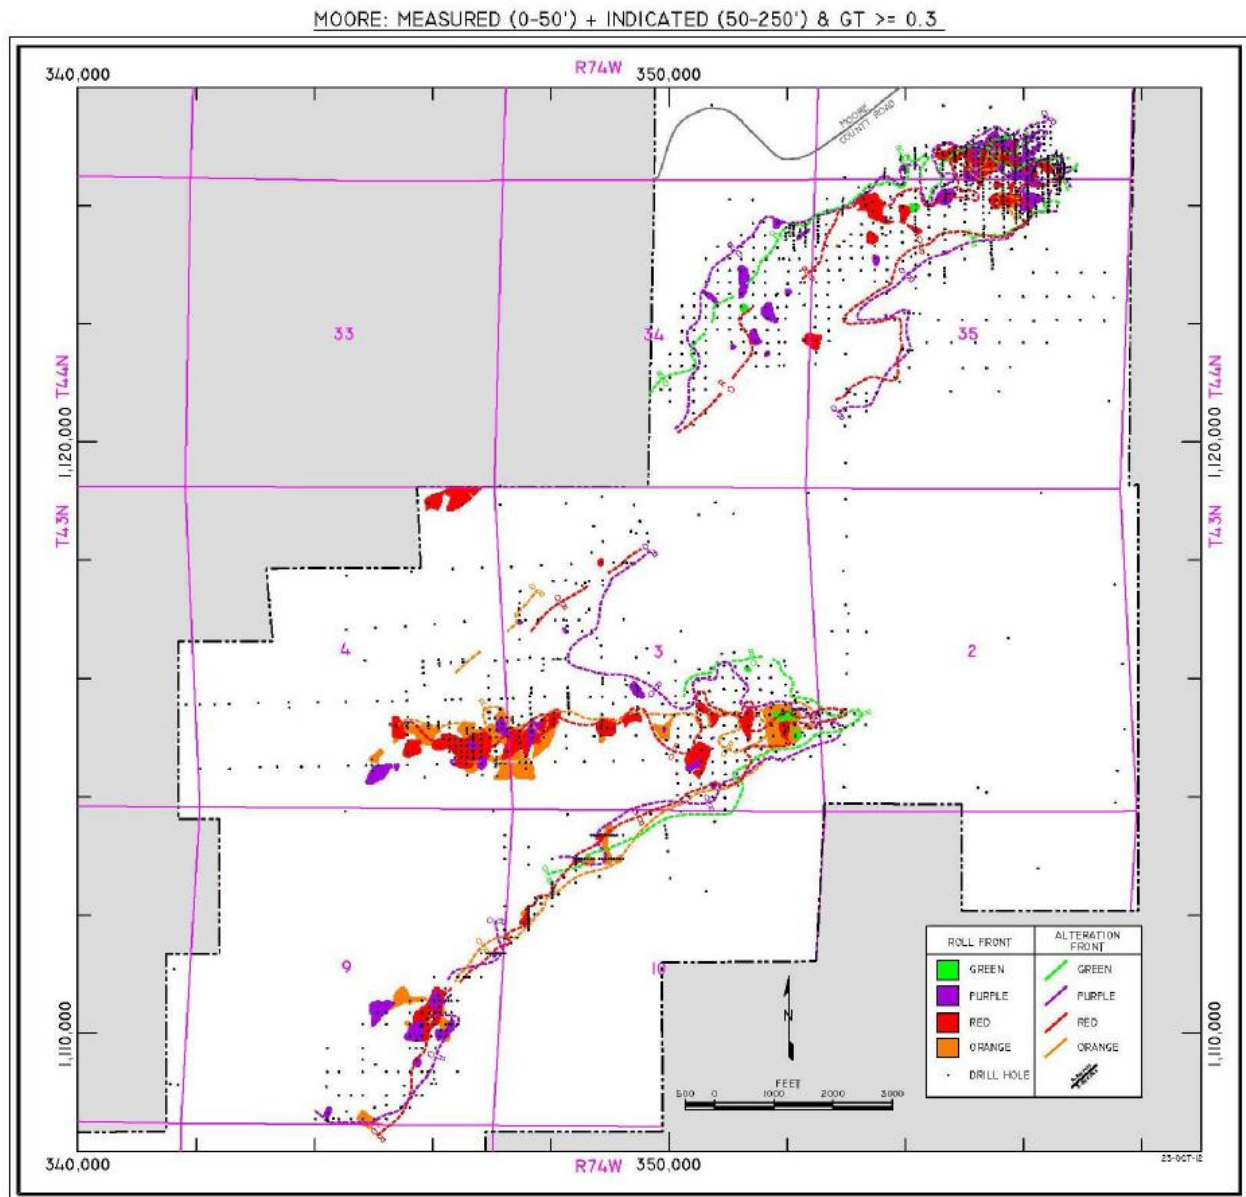 MOORE: MEASURED (0-50') + INDICATED (50-250') & GT >= 0.3
340,000
R74W
350,000
MOORE
COUNTY ROAD
33
34
35
T44N
T44N
1,120,000
1,120,000
T43N
T43N
4
3
2
9
10
ROLL FRONT
ALTERATION FRONT
GREEN
GREEN
PURPLE
PURPLE
RED
RED
ORANGE
ORANGE
DRILL HOLE
N
1,110,000
1,110,000
FEET
500 0 1000 2000 3000
340,000
R74W
350,000
23-OCT-12